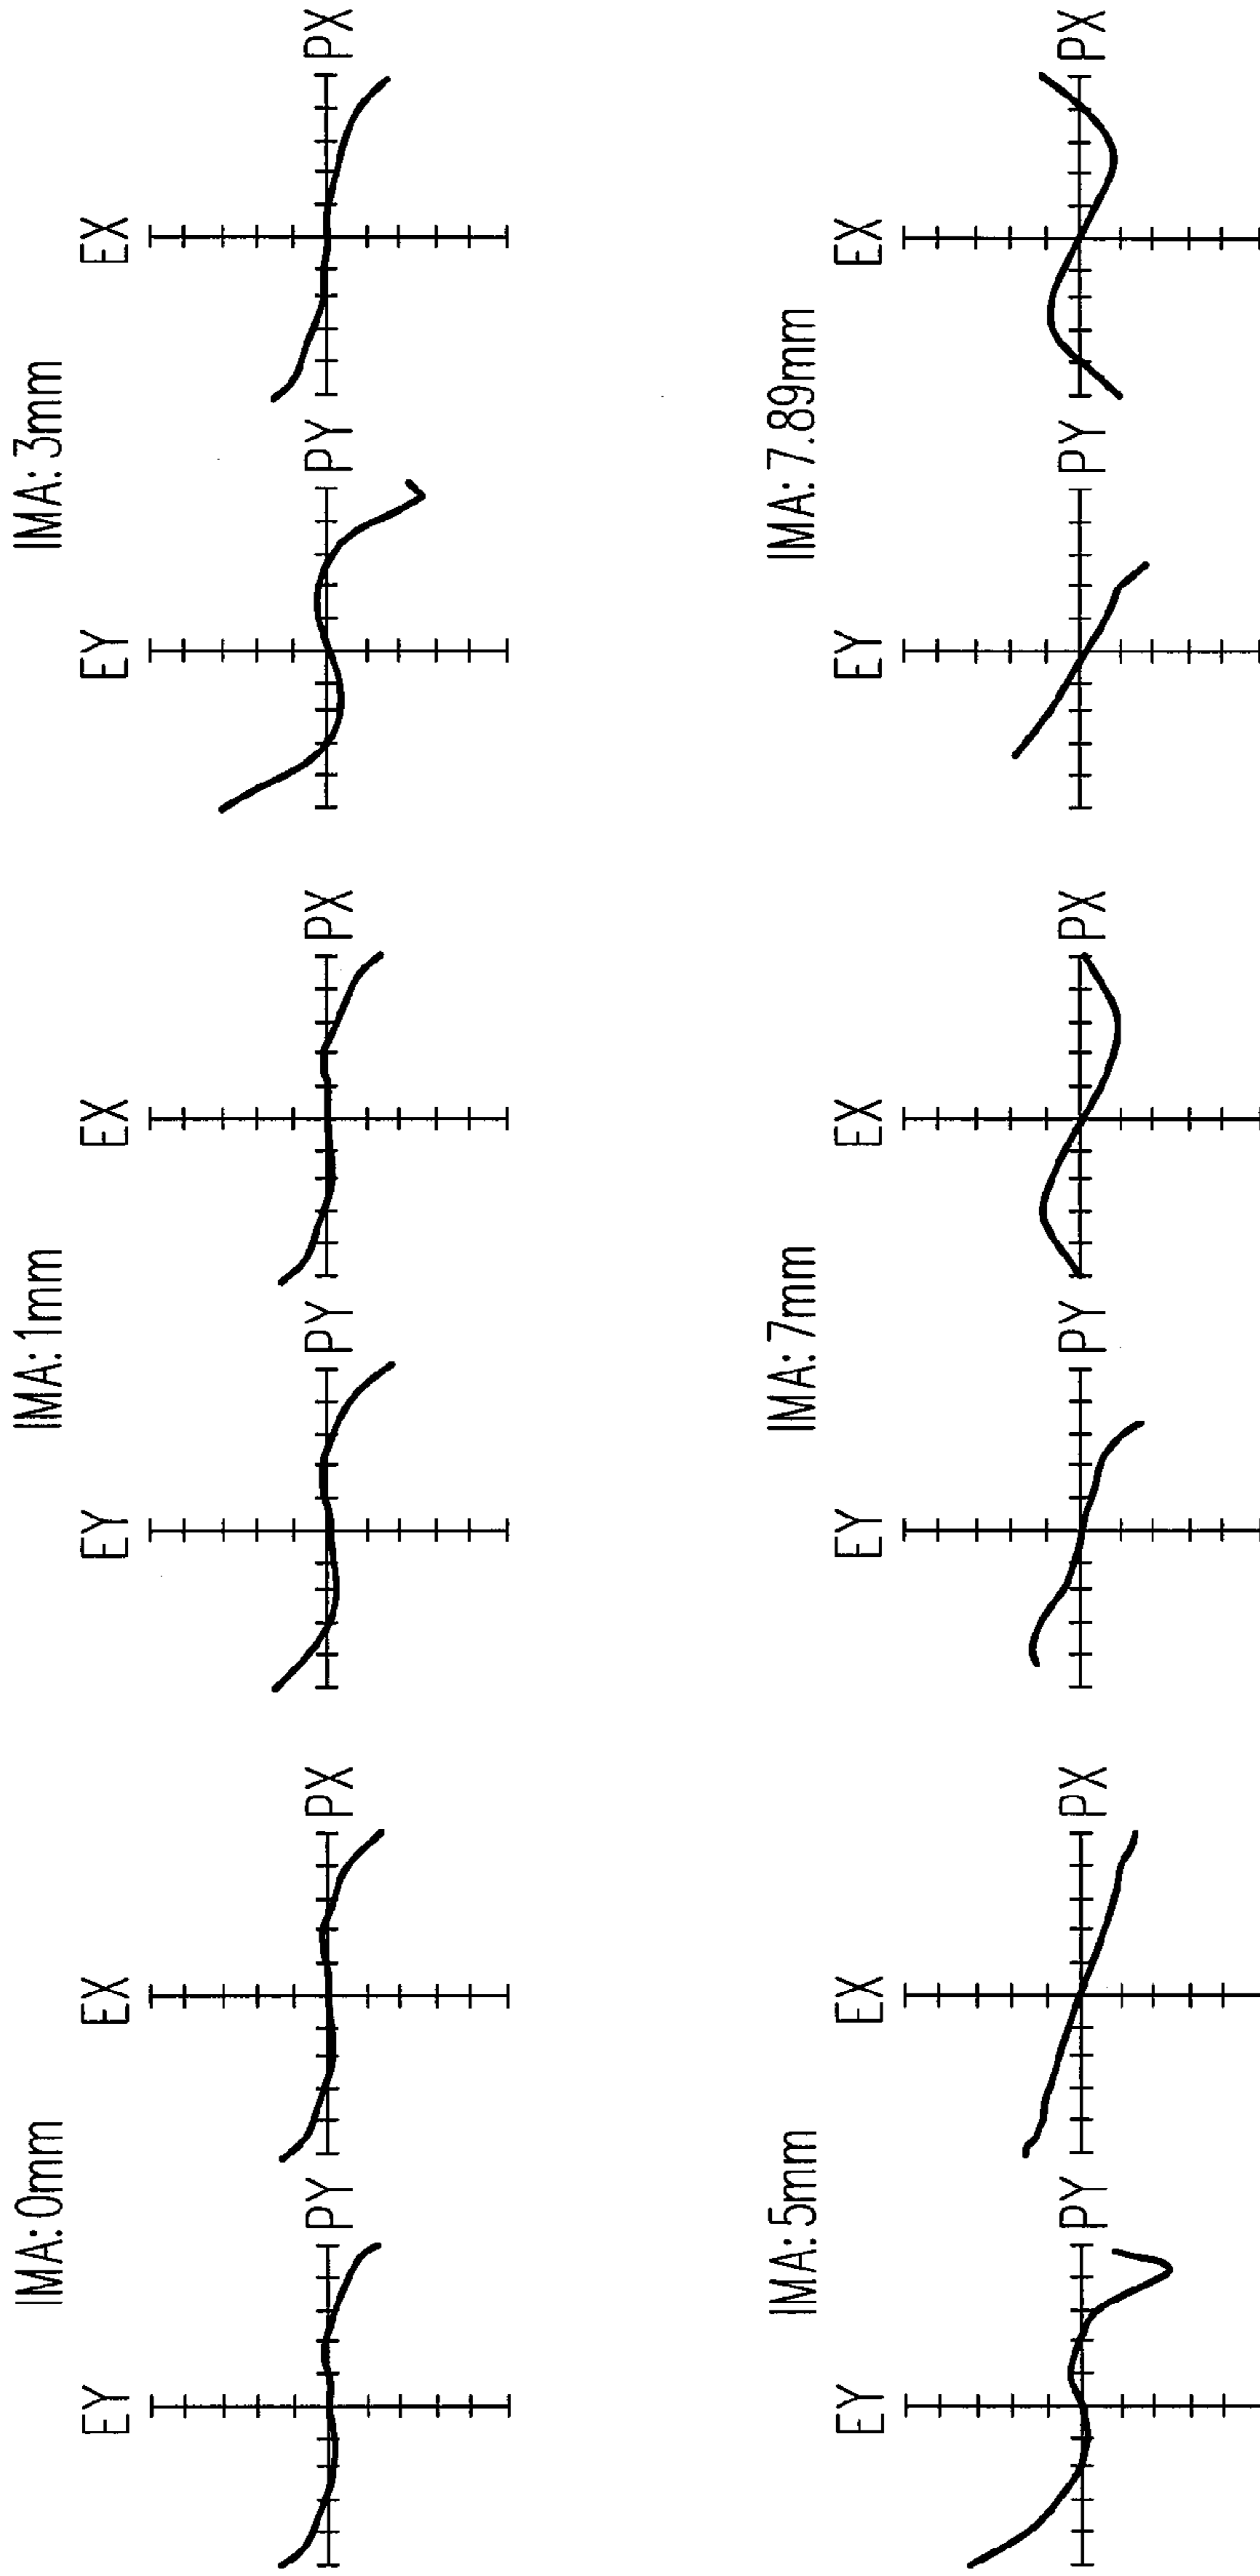 IMA: 0mm
EY
PY
EX
PX
IMA: 1mm
EY
PY
EX
PX
IMA: 3mm
EY
PY
EX
PX
IMA: 5mm
EY
PY
EX
PX
IMA: 7mm
EY
PY
EX
PX
IMA: 7.89mm
EY
PY
EX
PX